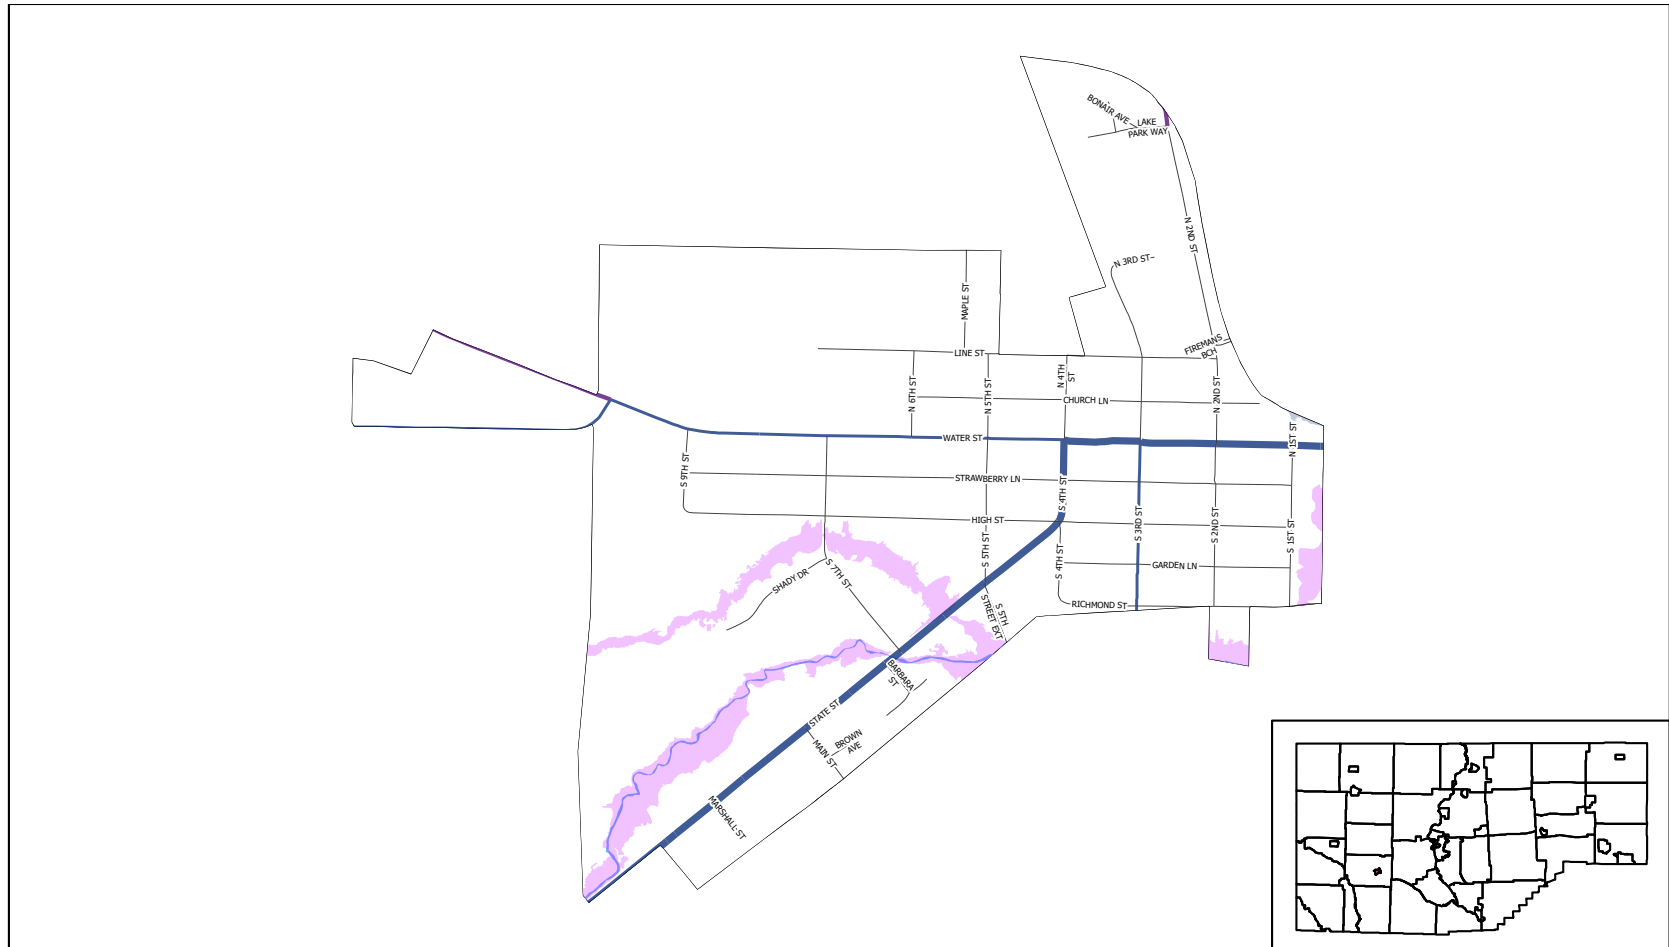 BONAIR AVE
LAKE
PARK WAY
N 2ND ST
N 3RD ST
MAPLE ST
FIREMANS
BCH
LINE ST
N 4TH
ST
N 6TH ST
N 5TH ST
N 2ND ST
CHURCH LN
N 1ST ST
WATER ST
S 9TH ST
STRAWBERRY LN
S 4TH ST
HIGH ST
S 3RD ST
S 2ND ST
S 1ST ST
S 5TH ST
S 4TH ST
GARDEN LN
SHADY DR
S 7TH ST
RICHMOND ST
S 5TH
STREET EXT
BARBARA
ST
STATE ST
BROWN
AVE
MAIN ST
MARSHALL ST